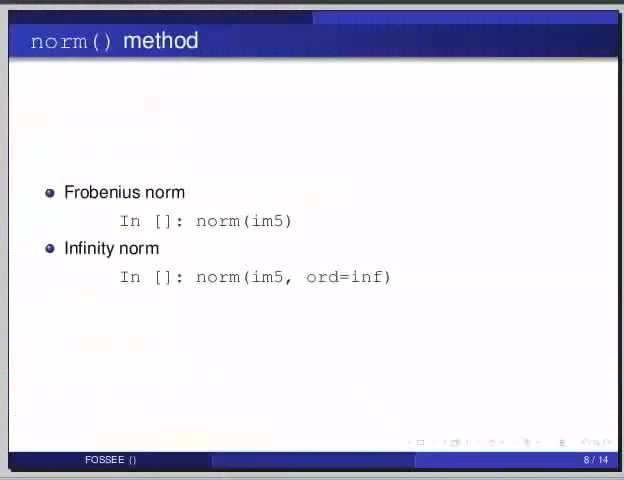 norm() method
Frobenius norm
In []: norm(im5)
Infinity norm
In []: norm(im5, ord=inf)
FOSSEE ()
8 / 14